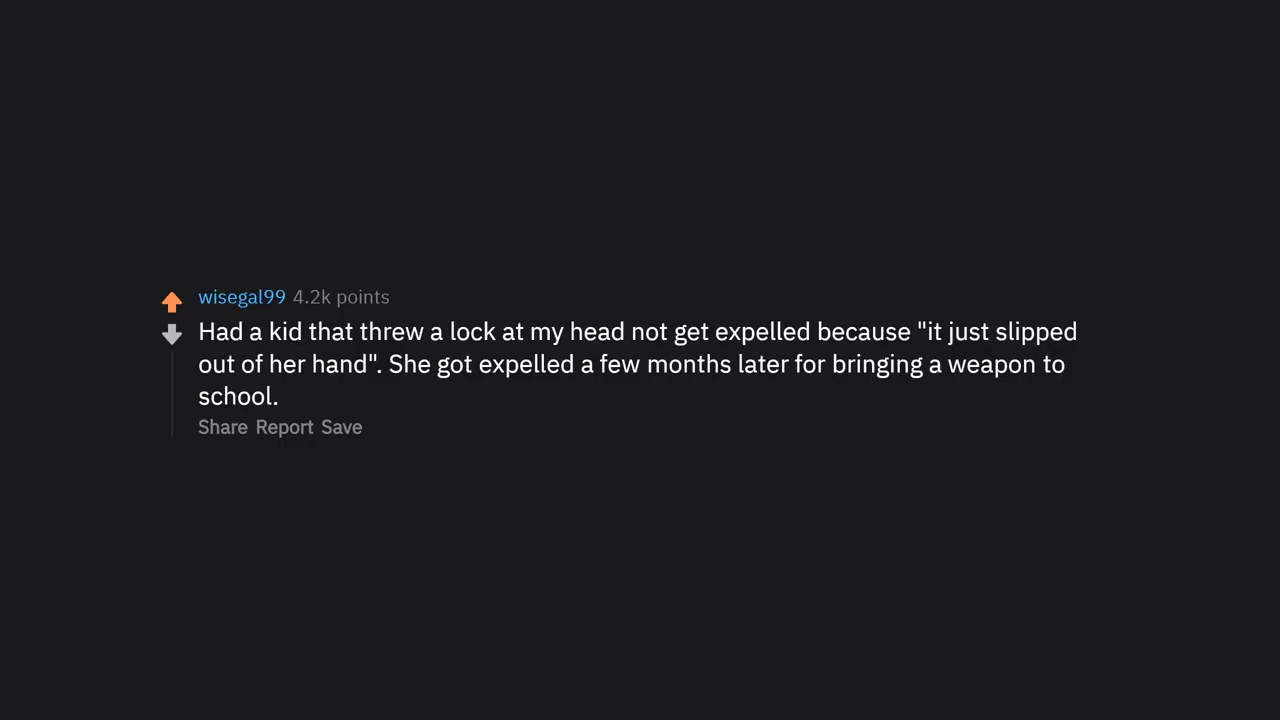 wisegal99 4.2k points
Had a kid that threw a lock at my head not get expelled because "it just slipped
out of her hand". She got expelled a few months later for bringing a weapon to
school.
Share Report Save